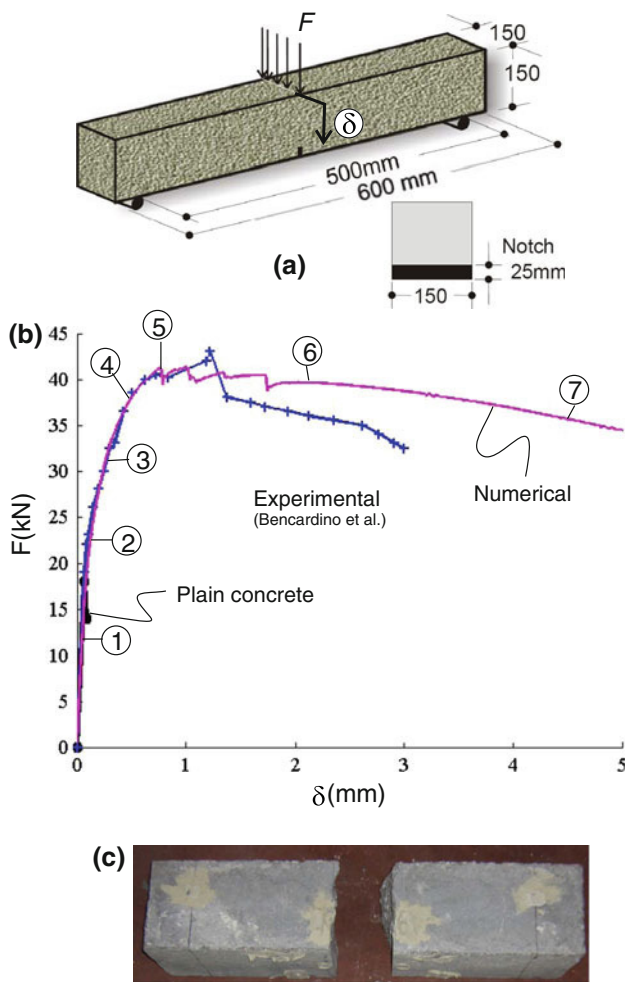 F
150
150
δ
500mm
600 mm
(a)
Notch
25mm
150
(b)
45
40
35
30
25
20
15
10
5
0
F(kN)
5
6
4
7
3
2
1
Experimental
(Bencardino et al.)
Numerical
Plain concrete
0
1
2
3
4
5
δ(mm)
(c)